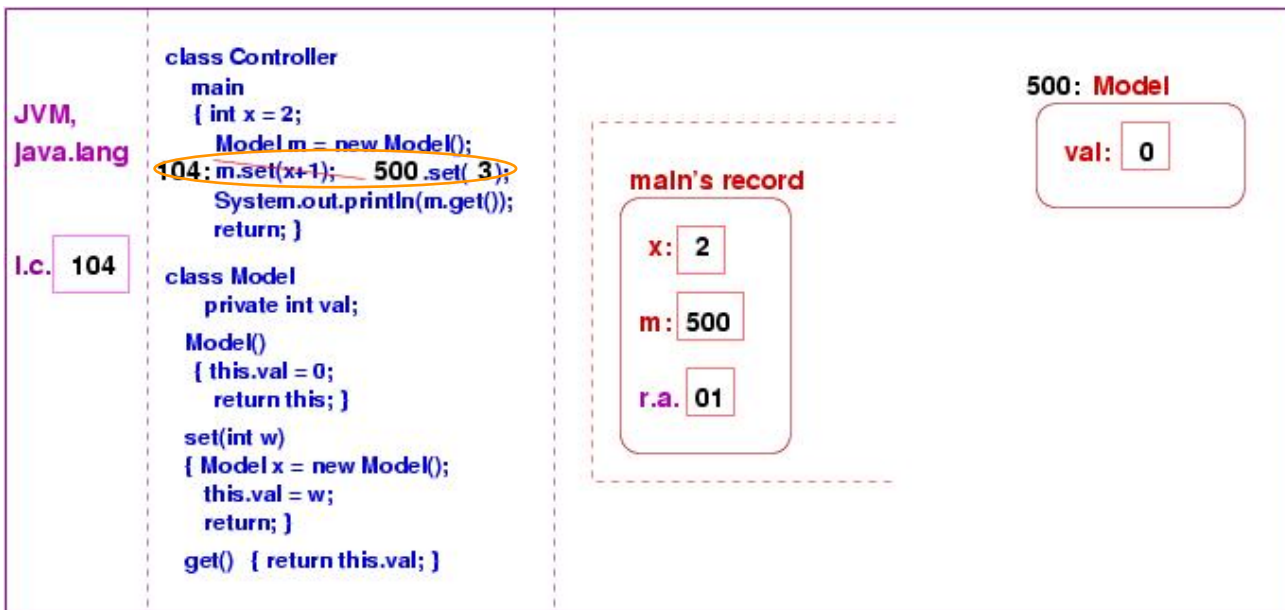 JVM,
java.lang
l.c. 104
class Controller
main
{ int x = 2;
Model m = new Model();
104: m.set(x+1); 500 .set( 3);
System.out.println(m.get());
return; }
class Model
private int val;
Model()
{ this.val = 0;
return this; }
set(int w)
{ Model x = new Model();
this.val = w;
return; }
get() { return this.val; }
main's record
x: 2
m: 500
r.a. 01
500: Model
val: 0